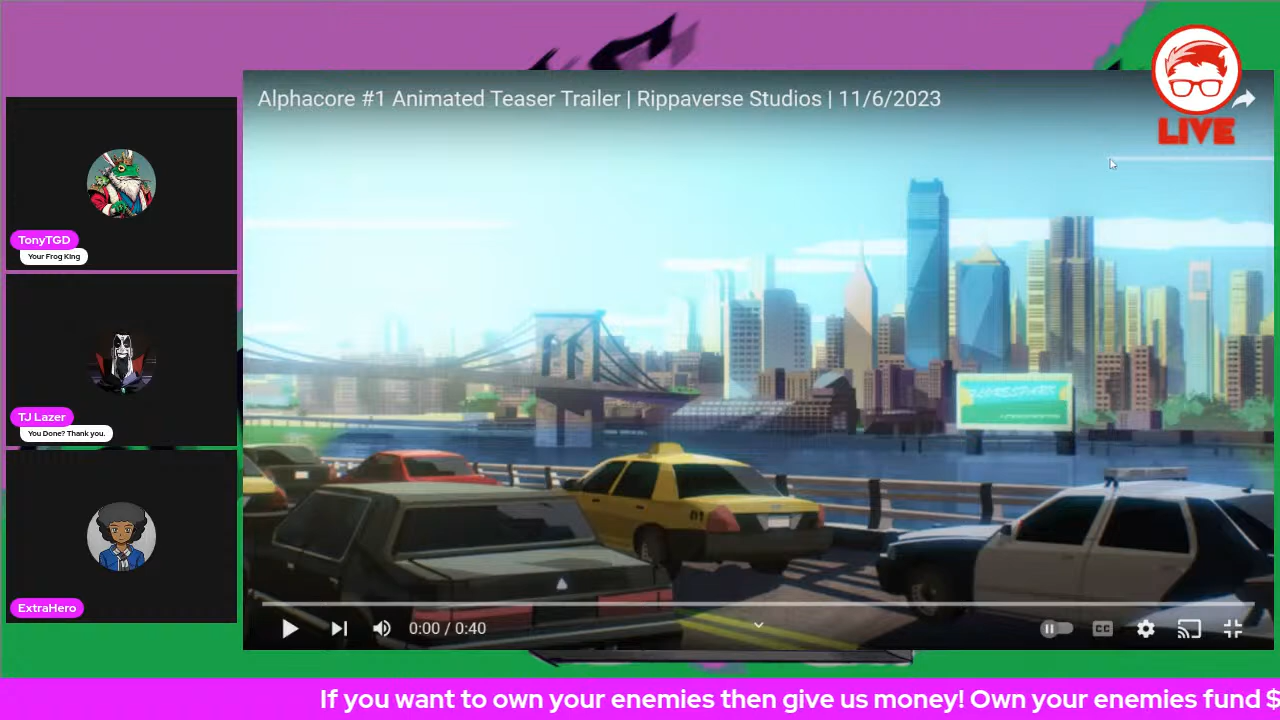 Alphacore #1 Animated Teaser Trailer | Rippaverse Studios | 11/6/2023
LIVE
TonyTGD
Your Frog King
TJ Lazer
You Done? Thank you.
01
ExtraHero
0:00 / 0:40
CC
If you want to own your enemies then give us money! Own your enemies fund $